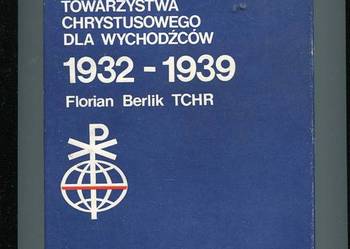 TOWARZYSTWA
CHRYSTUSOWEGO
DLA WYCHODŹCÓW
1932 - 1939
Florian Berlik TCHR